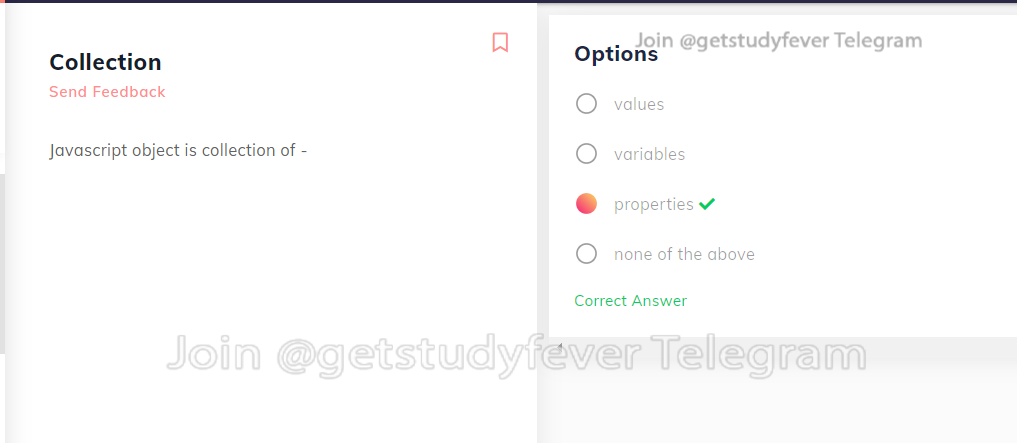 Collection
Send Feedback
Javascript object is collection of -
Join @getstudyfever Telegram
Options
values
variables
properties
none of the above
Correct Answer
Join @getstudyfever Telegram